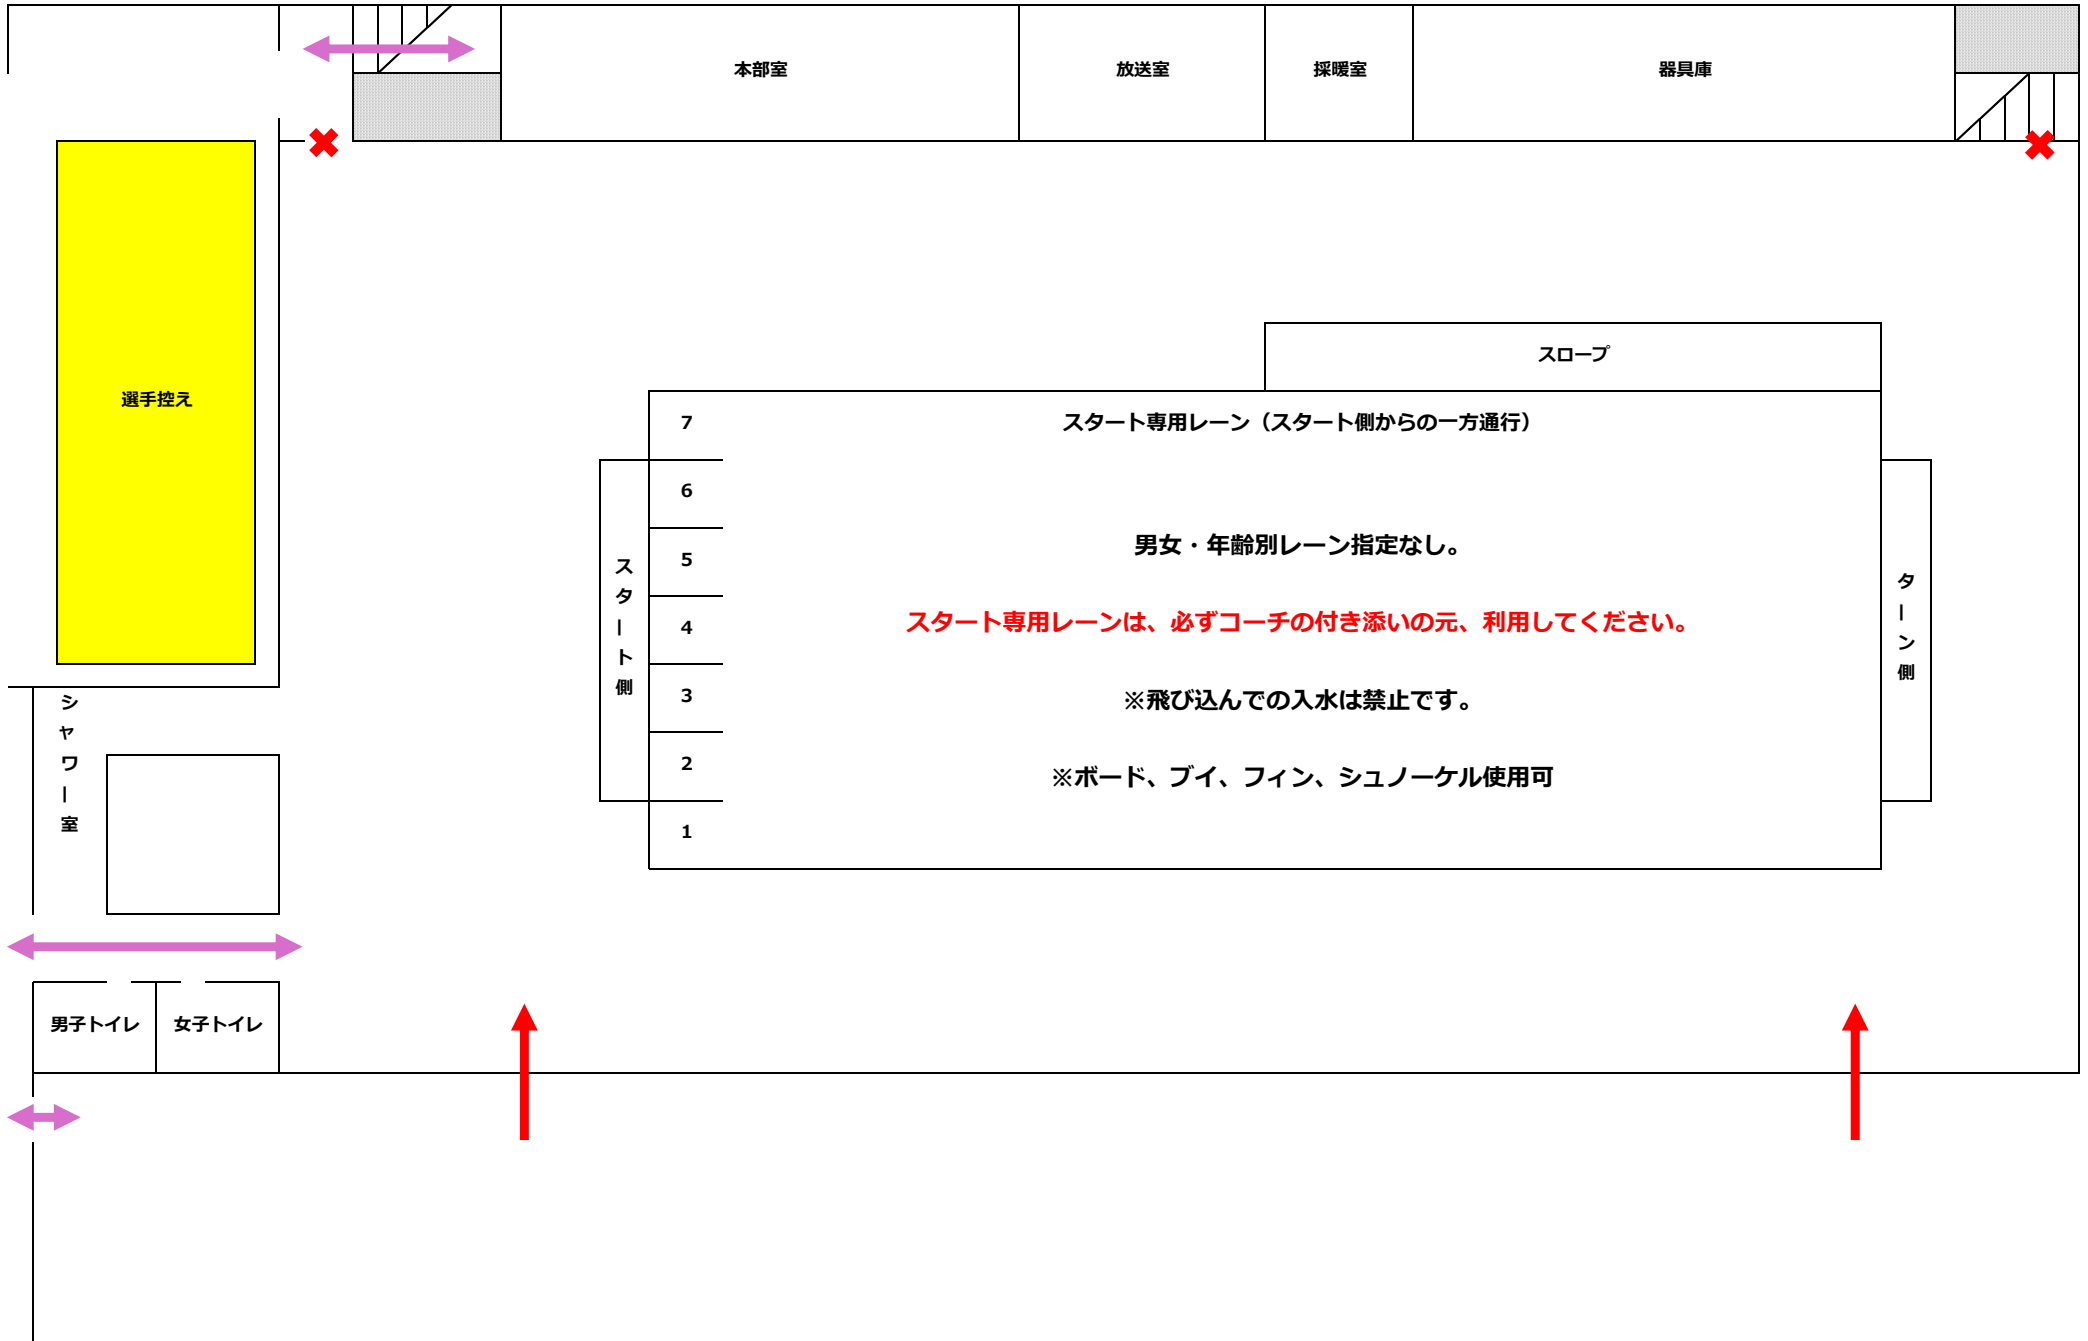 本部室
放送室
採暖室
器具庫
選手控え
スロープ
7
スタート専用レーン（スタート側からの一方通行）
6
5
4
3
2
1
スタート側
男女・年齢別レーン指定なし。
スタート専用レーンは、必ずコーチの付き添いの元、利用してください。
※飛び込んでの入水は禁止です。
※ボード、ブイ、フィン、シュノーケル使用可
ターン側
シャワー室
男子トイレ
女子トイレ